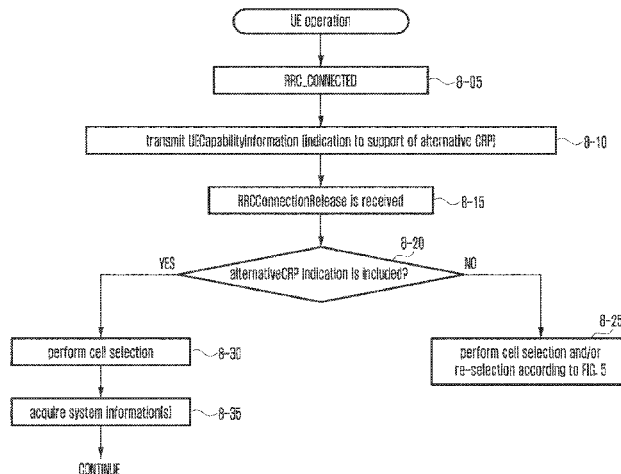 UE operation
RRC_CONNECTED
8-05
transmit UECapabilityInformation (indication to support of alternative CRP)
8-10
RRCConnectionRelease is received
8-15
8-20
YES
alternativeCRP indication is included?
NO
8-25
perform cell selection
8-30
perform cell selection and/or
re-selection according to FIG. 5
acquire system information(s)
8-35
CONTINUE